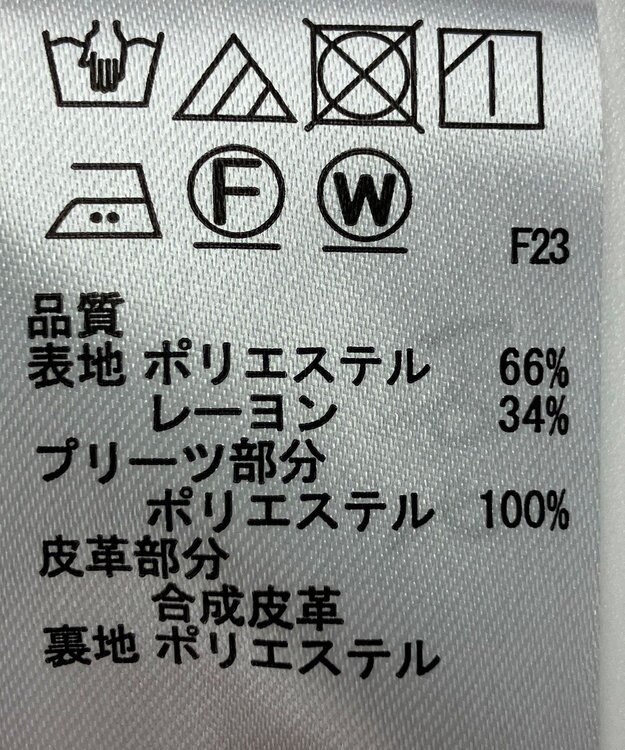 F W
F23
品質
表地 ポリエステル 66%
レーヨン 34%
プリーツ部分
ポリエステル 100%
皮革部分
合成皮革
裏地 ポリエステル